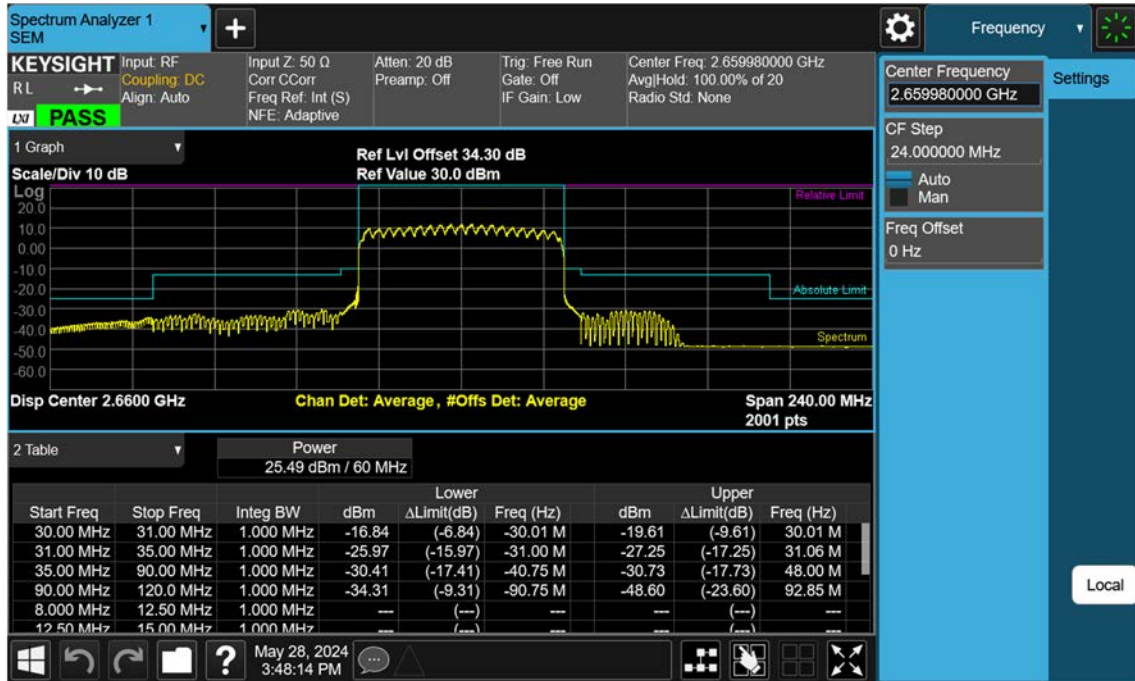 Spectrum Analyzer 1
SEM
Frequency
KEYSIGHT
RL
LXI PASS
Input: RF
Coupling: DC
Align: Auto
Input Z: 50 Ω
Corr CCorr
Freq Ref: Int (S)
NFE: Adaptive
Atten: 20 dB
Preamp: Off
Trig: Free Run
Gate: Off
IF Gain: Low
Center Freq: 2.659980000 GHz
Avg|Hold: 100.00% of 20
Radio Std: None
Center Frequency
2.659980000 GHz
Settings
CF Step
24.000000 MHz
Auto
Man
Freq Offset
0 Hz
Local
1 Graph
Scale/Div 10 dB
Ref Lvl Offset 34.30 dB
Ref Value 30.0 dBm
Log
20.0
10.0
0.00
-10.0
-20.0
-30.0
-40.0
-50.0
-60.0
Relative Limit
Absolute Limit
Spectrum
Disp Center 2.6600 GHz
Chan Det: Average, #Offs Det: Average
Span 240.00 MHz
2001 pts
2 Table
Power
25.49 dBm / 60 MHz
Lower Upper
Start Freq Stop Freq Integ BW dBm ΔLimit(dB) Freq (Hz) dBm ΔLimit(dB) Freq (Hz)
30.00 MHz 31.00 MHz 1.000 MHz -16.84 (-6.84) -30.01 M -19.61 (-9.61) 30.01 M
31.00 MHz 35.00 MHz 1.000 MHz -25.97 (-15.97) -31.00 M -27.25 (-17.25) 31.06 M
35.00 MHz 90.00 MHz 1.000 MHz -30.41 (-17.41) -40.75 M -30.73 (-17.73) 48.00 M
90.00 MHz 120.0 MHz 1.000 MHz -34.31 (-9.31) -90.75 M -48.60 (-23.60) 92.85 M
8.000 MHz 12.50 MHz 1.000 MHz --- (---) --- --- (---) ---
12.50 MHz 15.00 MHz 1.000 MHz --- (---) --- --- (---) ---
May 28, 2024
3:48:14 PM